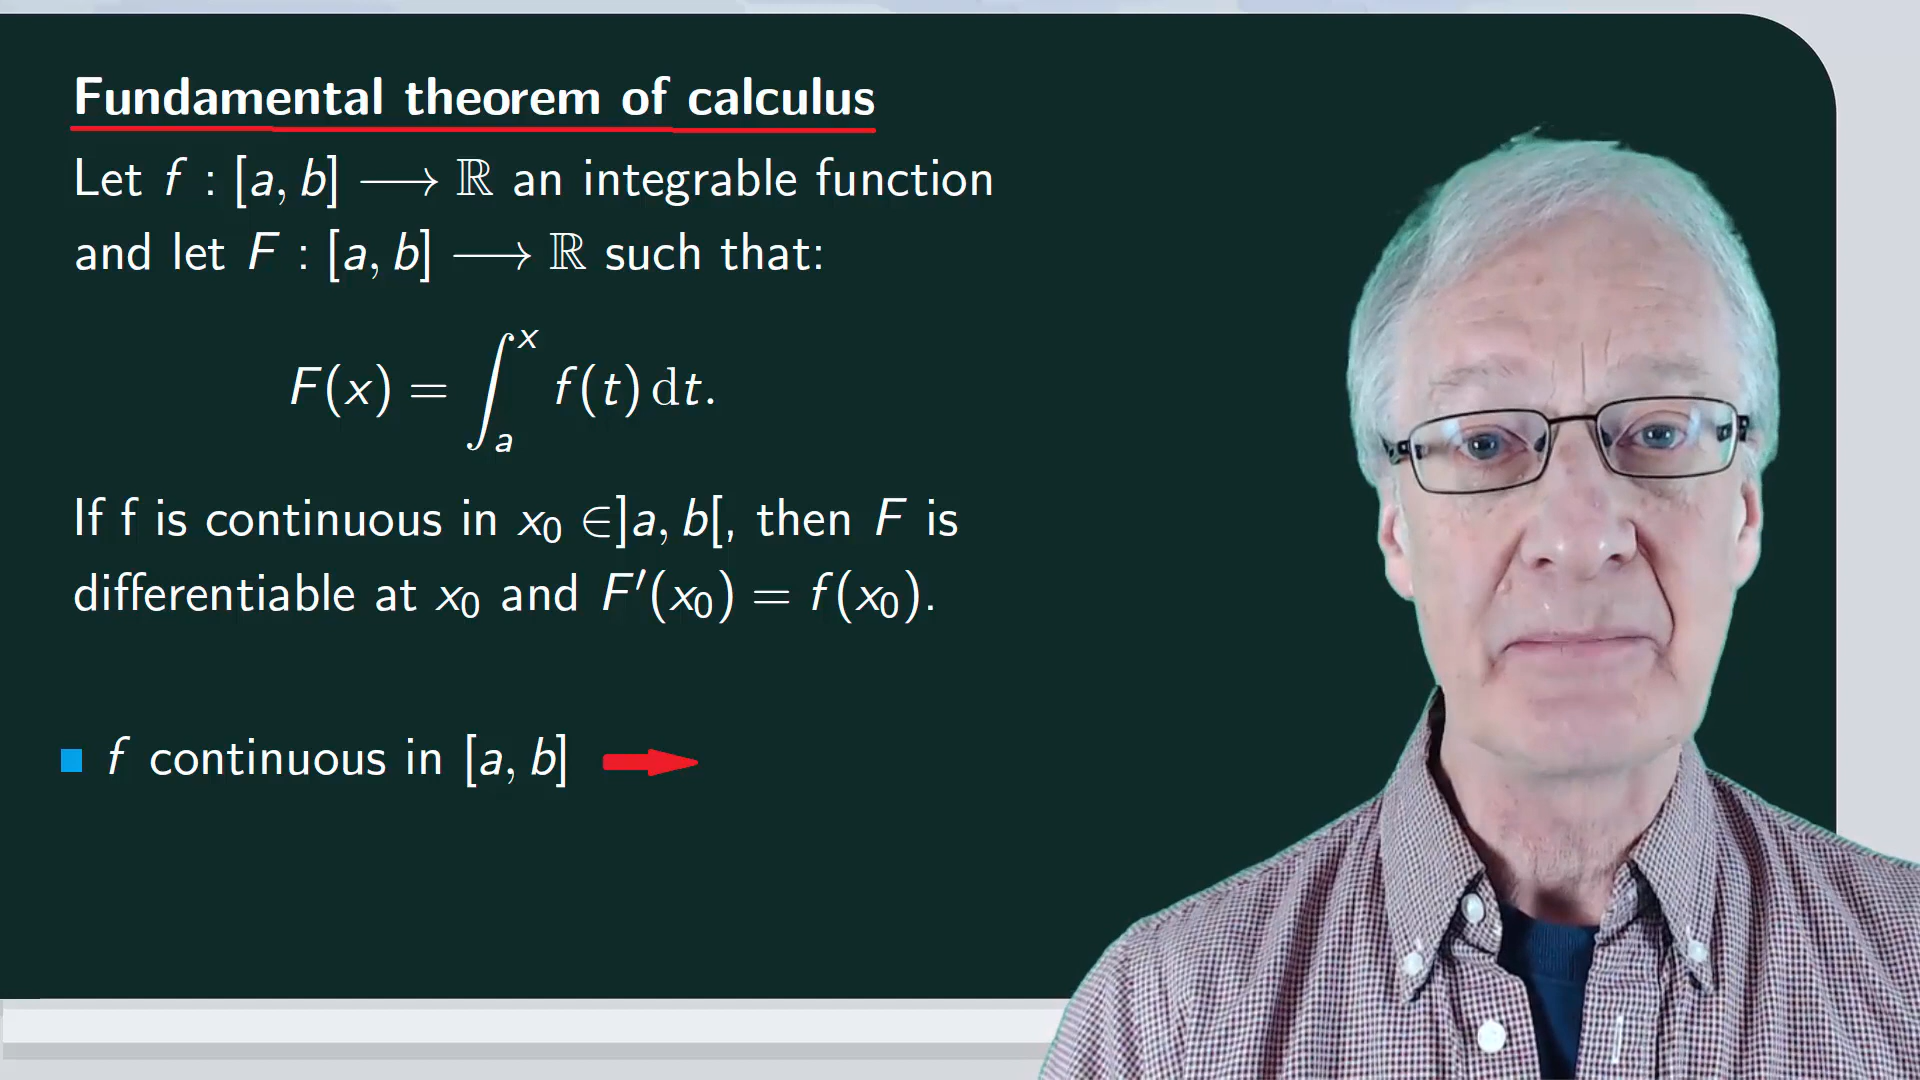 Fundamental theorem of calculus
Let f : [a, b] ⟶ ℝ an integrable function
and let F : [a, b] ⟶ ℝ such that:
F(x) = ∫ₐˣ f(t) dt.
If f is continuous in x₀ ∈]a, b[, then F is
differentiable at x₀ and F′(x₀) = f(x₀).
f continuous in [a, b]